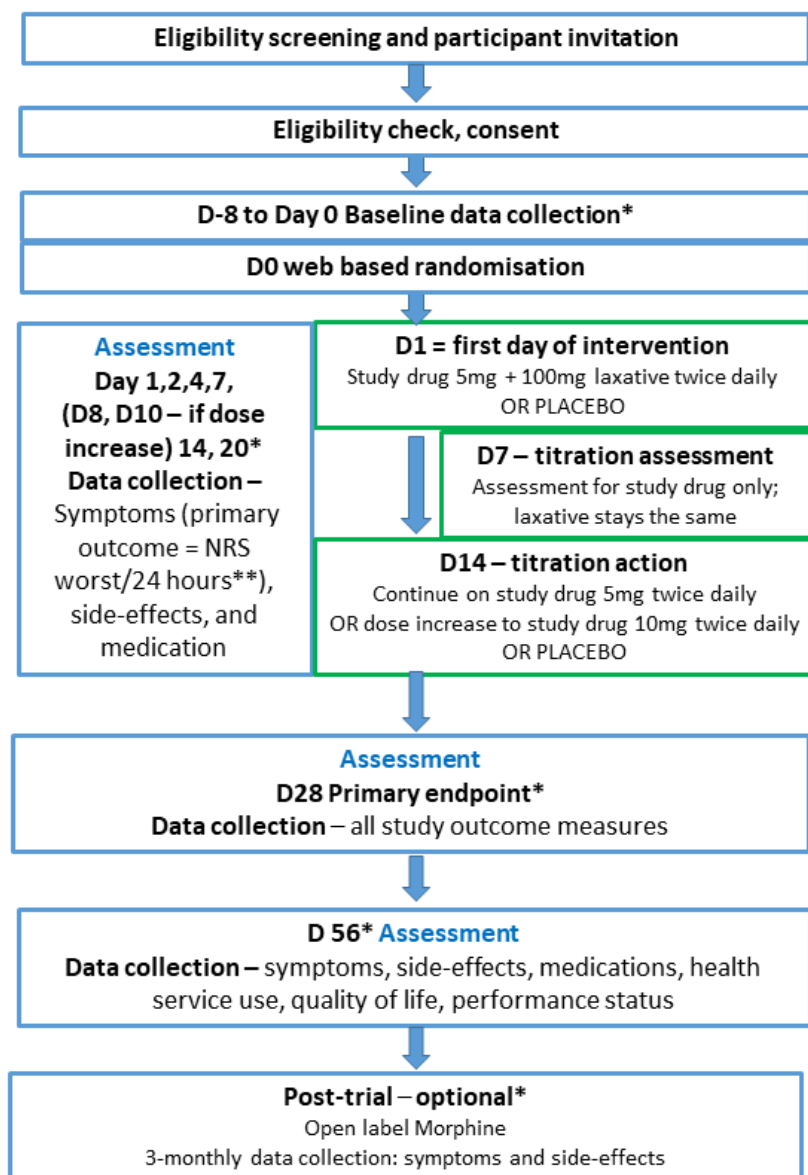 Eligibility screening and participant invitation
Eligibility check, consent
D-8 to Day 0 Baseline data collection*
D0 web based randomisation
Assessment
Day 1,2,4,7,
(D8, D10 – if dose
increase) 14, 20*
Data collection –
Symptoms (primary
outcome = NRS
worst/24 hours**),
side-effects, and
medication
D1 = first day of intervention
Study drug 5mg + 100mg laxative twice daily
OR PLACEBO
D7 – titration assessment
Assessment for study drug only;
laxative stays the same
D14 – titration action
Continue on study drug 5mg twice daily
OR dose increase to study drug 10mg twice daily
OR PLACEBO
Assessment
D28 Primary endpoint*
Data collection – all study outcome measures
D 56* Assessment
Data collection – symptoms, side-effects, medications, health
service use, quality of life, performance status
Post-trial – optional*
Open label Morphine
3-monthly data collection: symptoms and side-effects